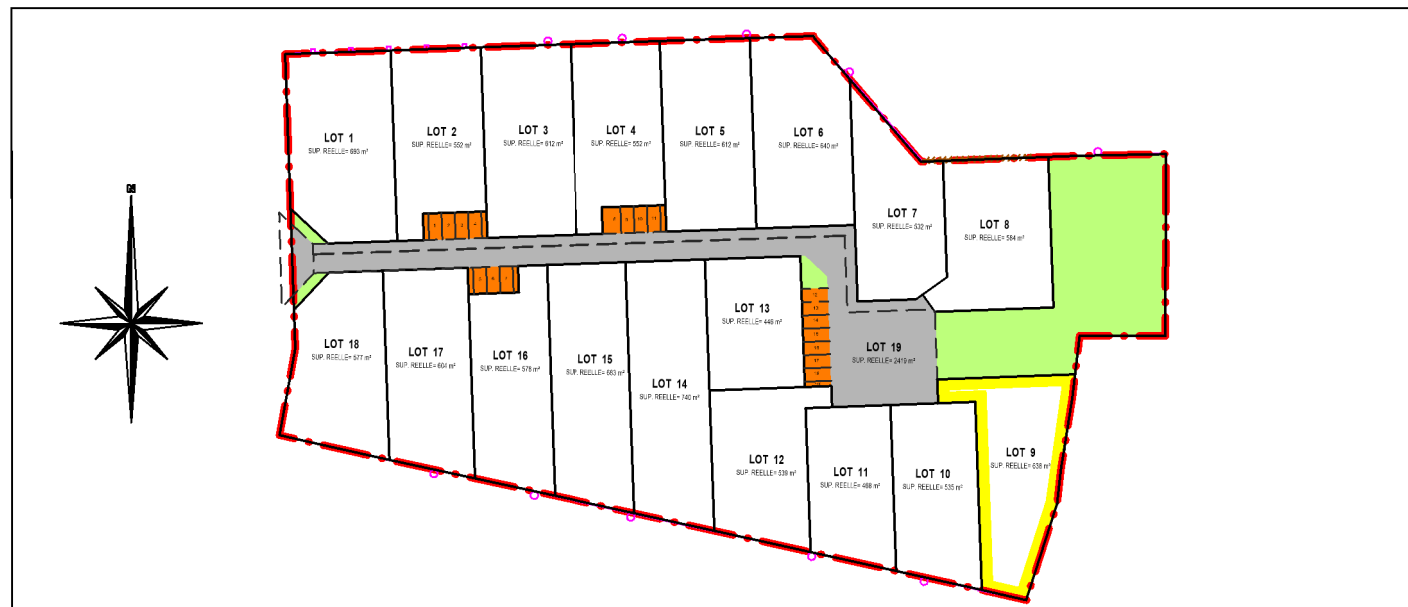 LOT 1
SUP. REELLE= 693 m²
LOT 2
SUP. REELLE= 552 m²
LOT 3
SUP. REELLE= 612 m²
LOT 4
SUP. REELLE= 552 m²
LOT 5
SUP. REELLE= 612 m²
LOT 6
SUP. REELLE= 640 m²
LOT 7
SUP. REELLE= 532 m²
LOT 8
SUP. REELLE= 584 m²
LOT 13
SUP. REELLE= 446 m²
LOT 18
SUP. REELLE= 577 m²
LOT 17
SUP. REELLE= 604 m²
LOT 16
SUP. REELLE= 578 m²
LOT 15
SUP. REELLE= 683 m²
LOT 14
SUP. REELLE= 740 m²
LOT 19
SUP. REELLE= 2419 m²
LOT 12
SUP. REELLE= 539 m²
LOT 11
SUP. REELLE= 468 m²
LOT 10
SUP. REELLE= 535 m²
LOT 9
SUP. REELLE= 638 m²